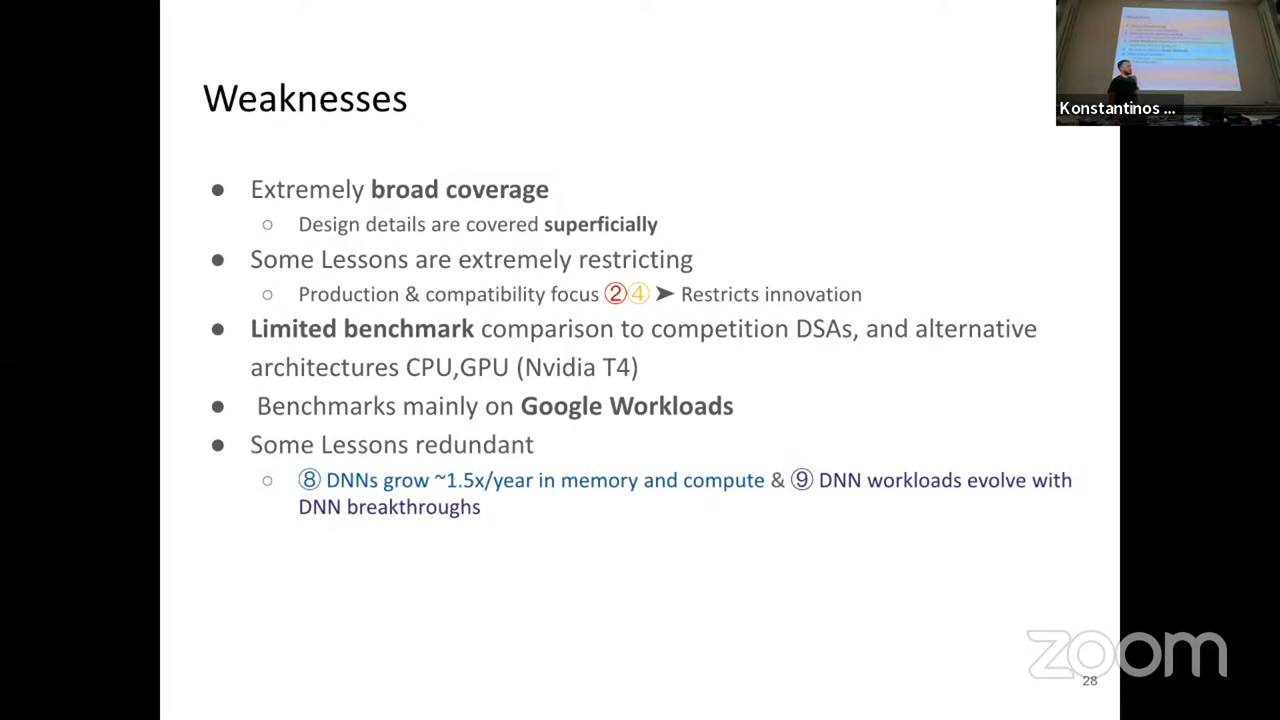 Weaknesses
Konstantinos ...
● Extremely broad coverage
○ Design details are covered superficially
● Some Lessons are extremely restricting
○ Production & compatibility focus ②④ ➤ Restricts innovation
● Limited benchmark comparison to competition DSAs, and alternative
architectures CPU,GPU (Nvidia T4)
● Benchmarks mainly on Google Workloads
● Some Lessons redundant
○ ⑧ DNNs grow ~1.5x/year in memory and compute & ⑨ DNN workloads evolve with
DNN breakthroughs
zoom
28